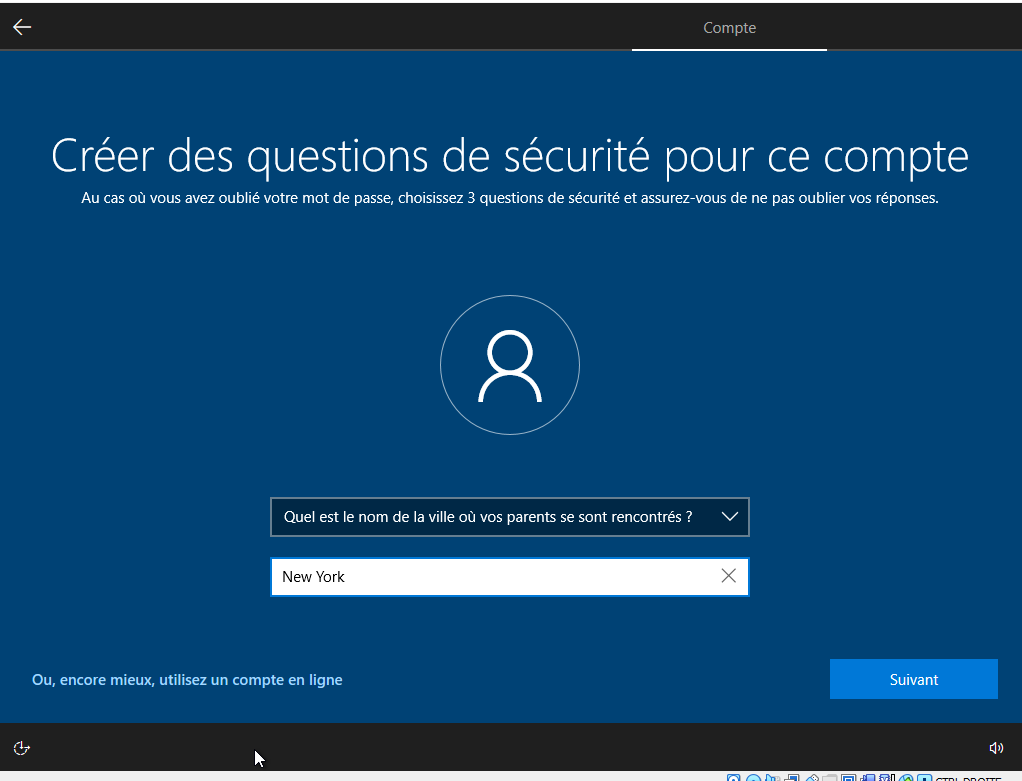 Compte
Créer des questions de sécurité pour ce compte
Au cas où vous avez oublié votre mot de passe, choisissez 3 questions de sécurité et assurez-vous de ne pas oublier vos réponses.
Quel est le nom de la ville où vos parents se sont rencontrés ?
New York
Ou, encore mieux, utilisez un compte en ligne
Suivant
CTRL DROITE